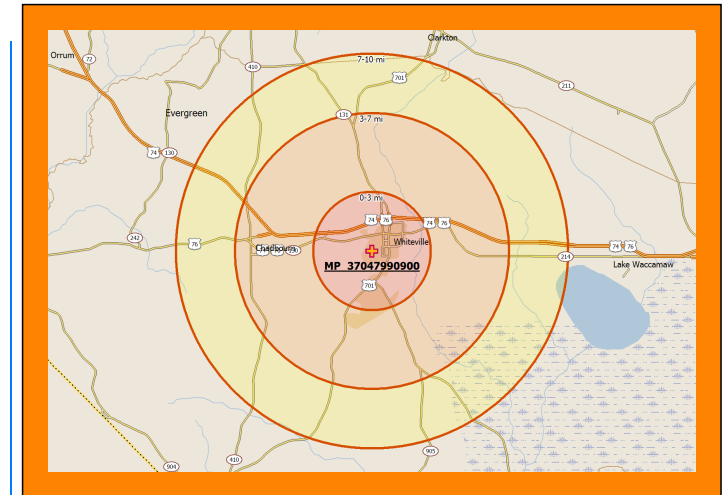 Clarkton
Orrum
72
7-10 mi
410
701
211
Evergreen
131
3-7 mi
74 130
0-3 mi
74 76
74 76
242
76
Whiteville
74 76
Chadbourn
214
Lake Waccamaw
MP_37047990900
701
905
410
904